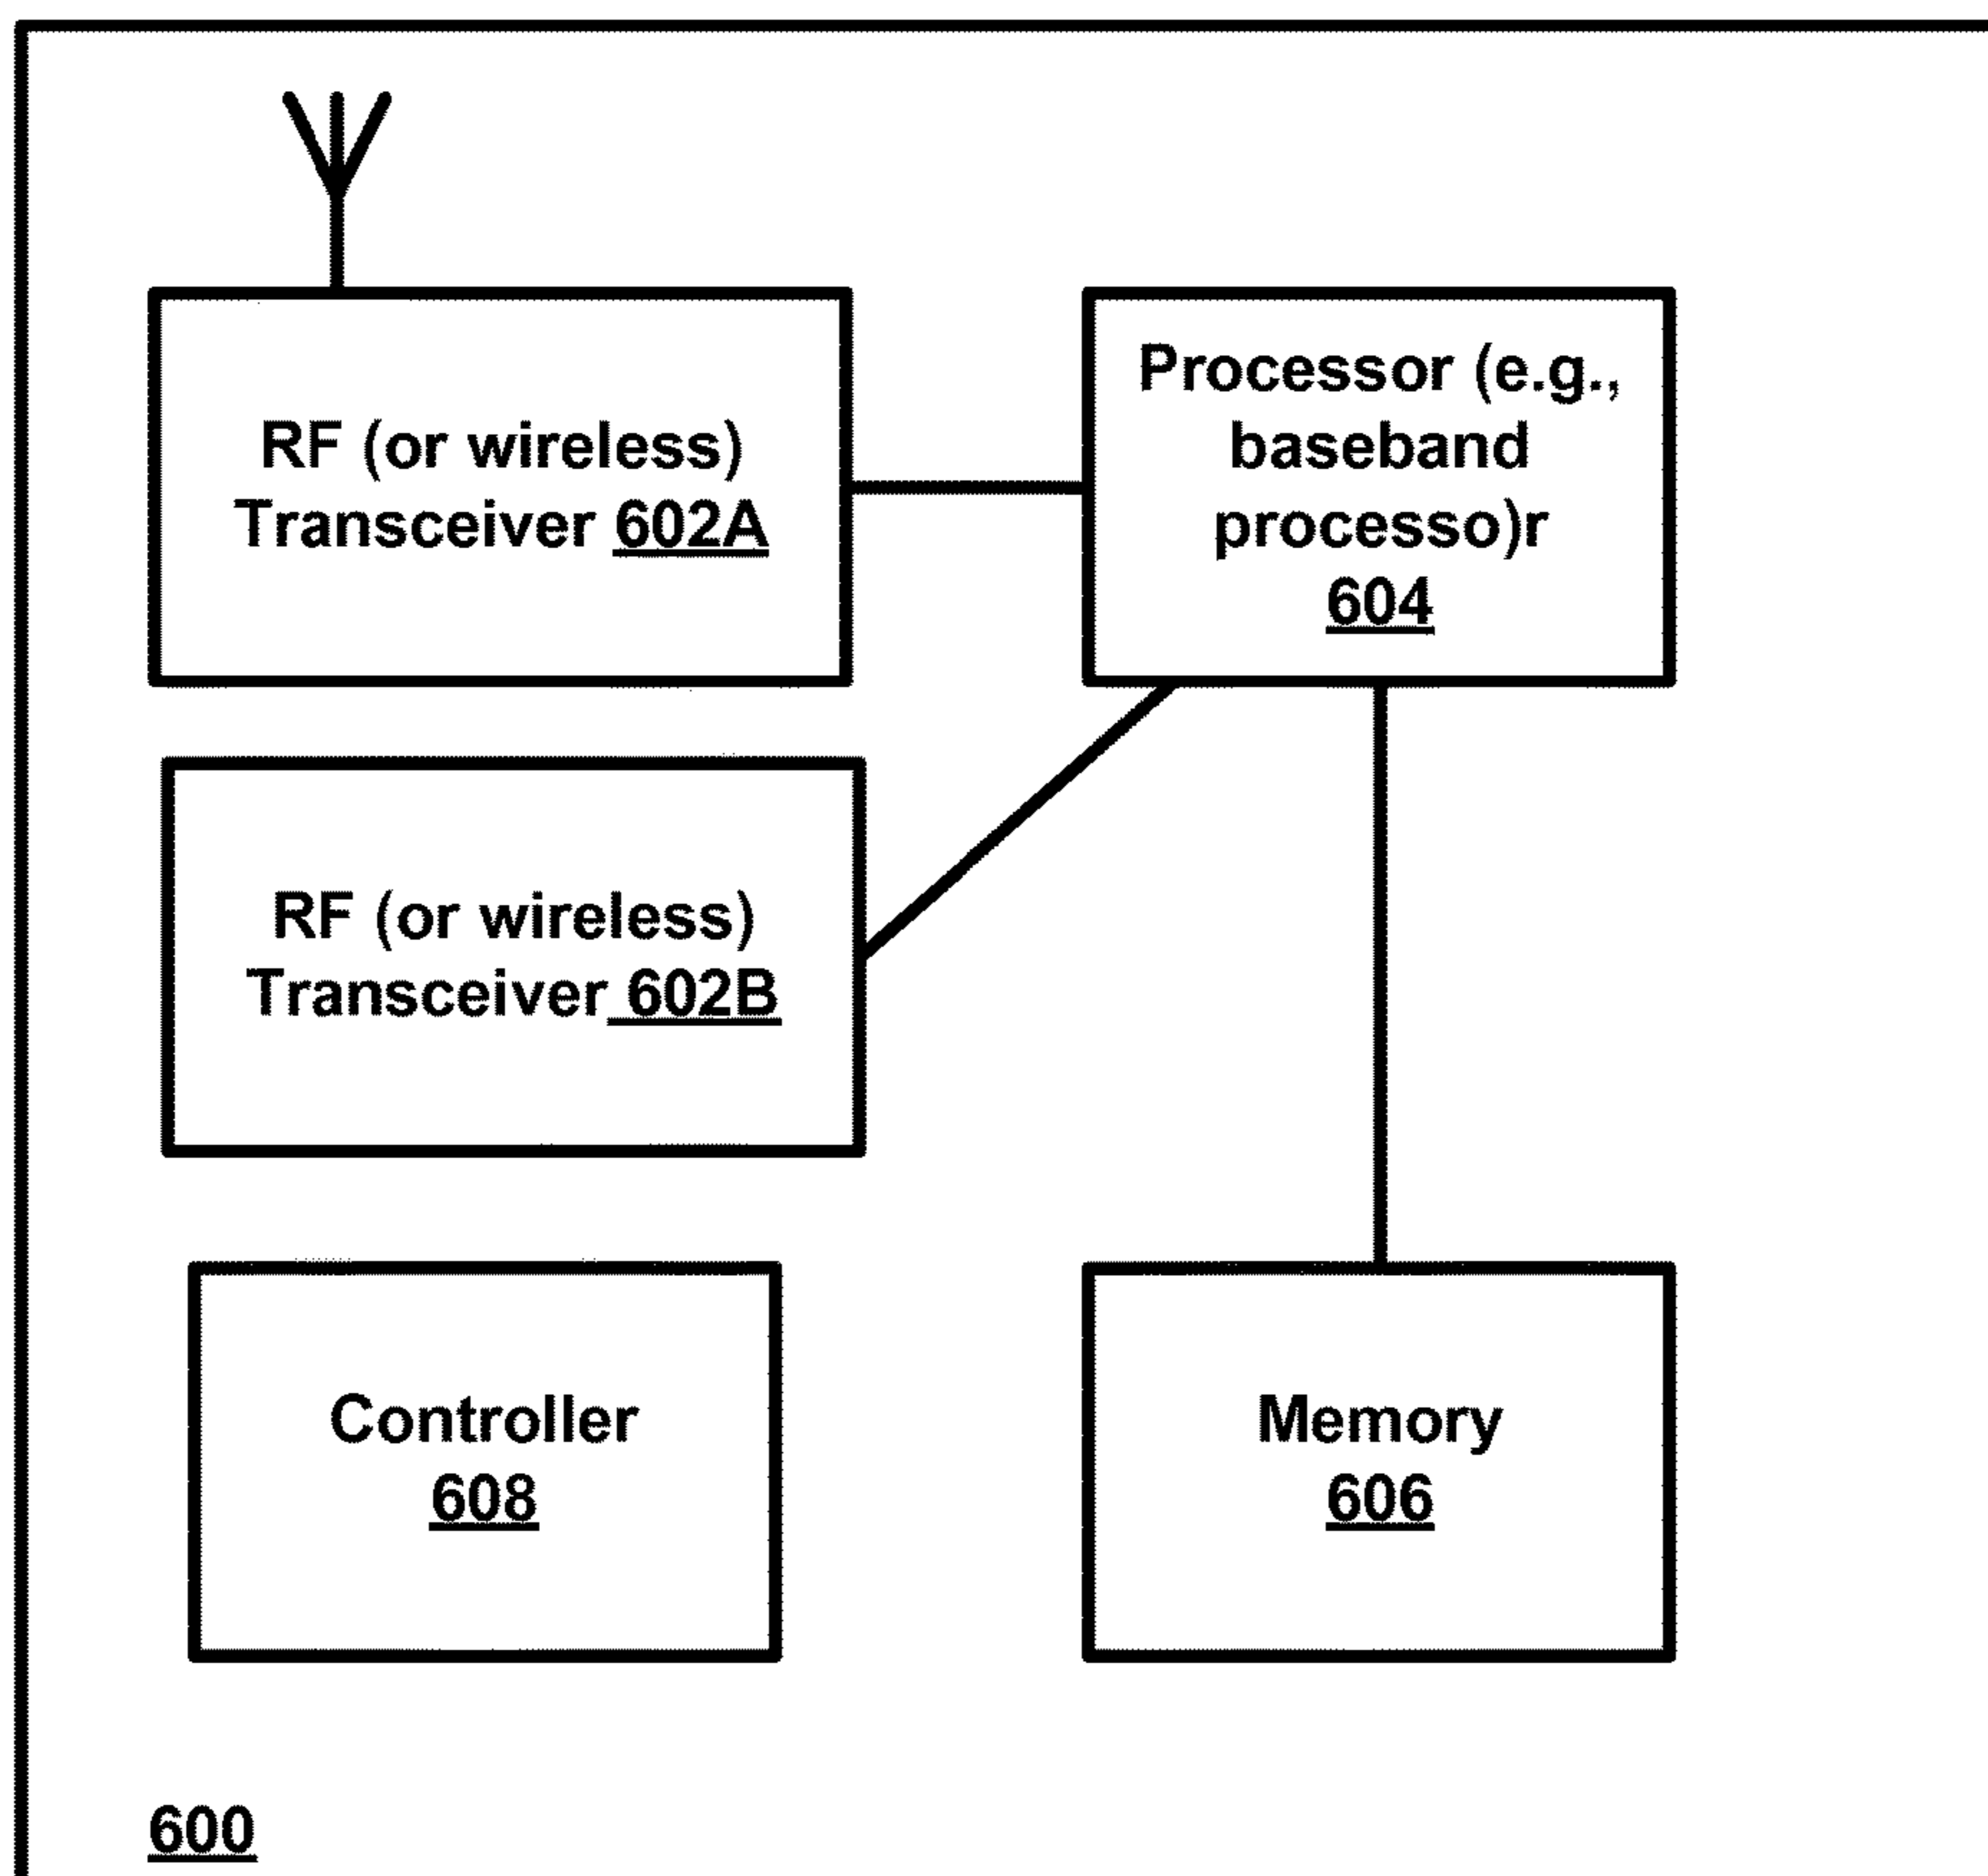 RF (or wireless)
Transceiver 602A
Processor (e.g.,
baseband
processo)r
604
RF (or wireless)
Transceiver 602B
Controller
608
Memory
606
600